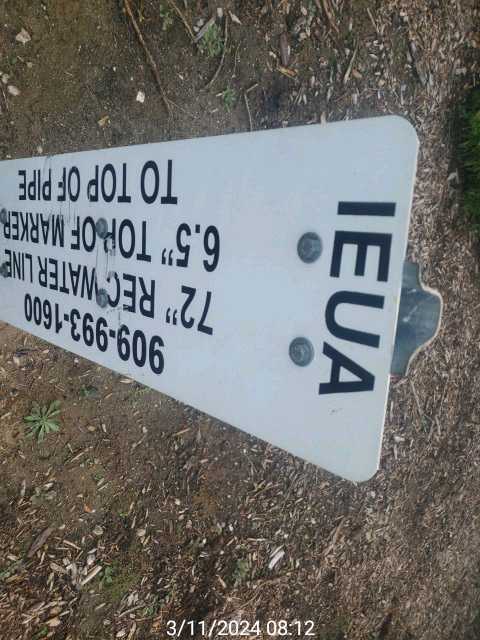 IEUA
909-993-1600
72" REC WATER LINE
6.5" TOP OF MARKER
TO TOP OF PIPE
3/11/2024 08:12